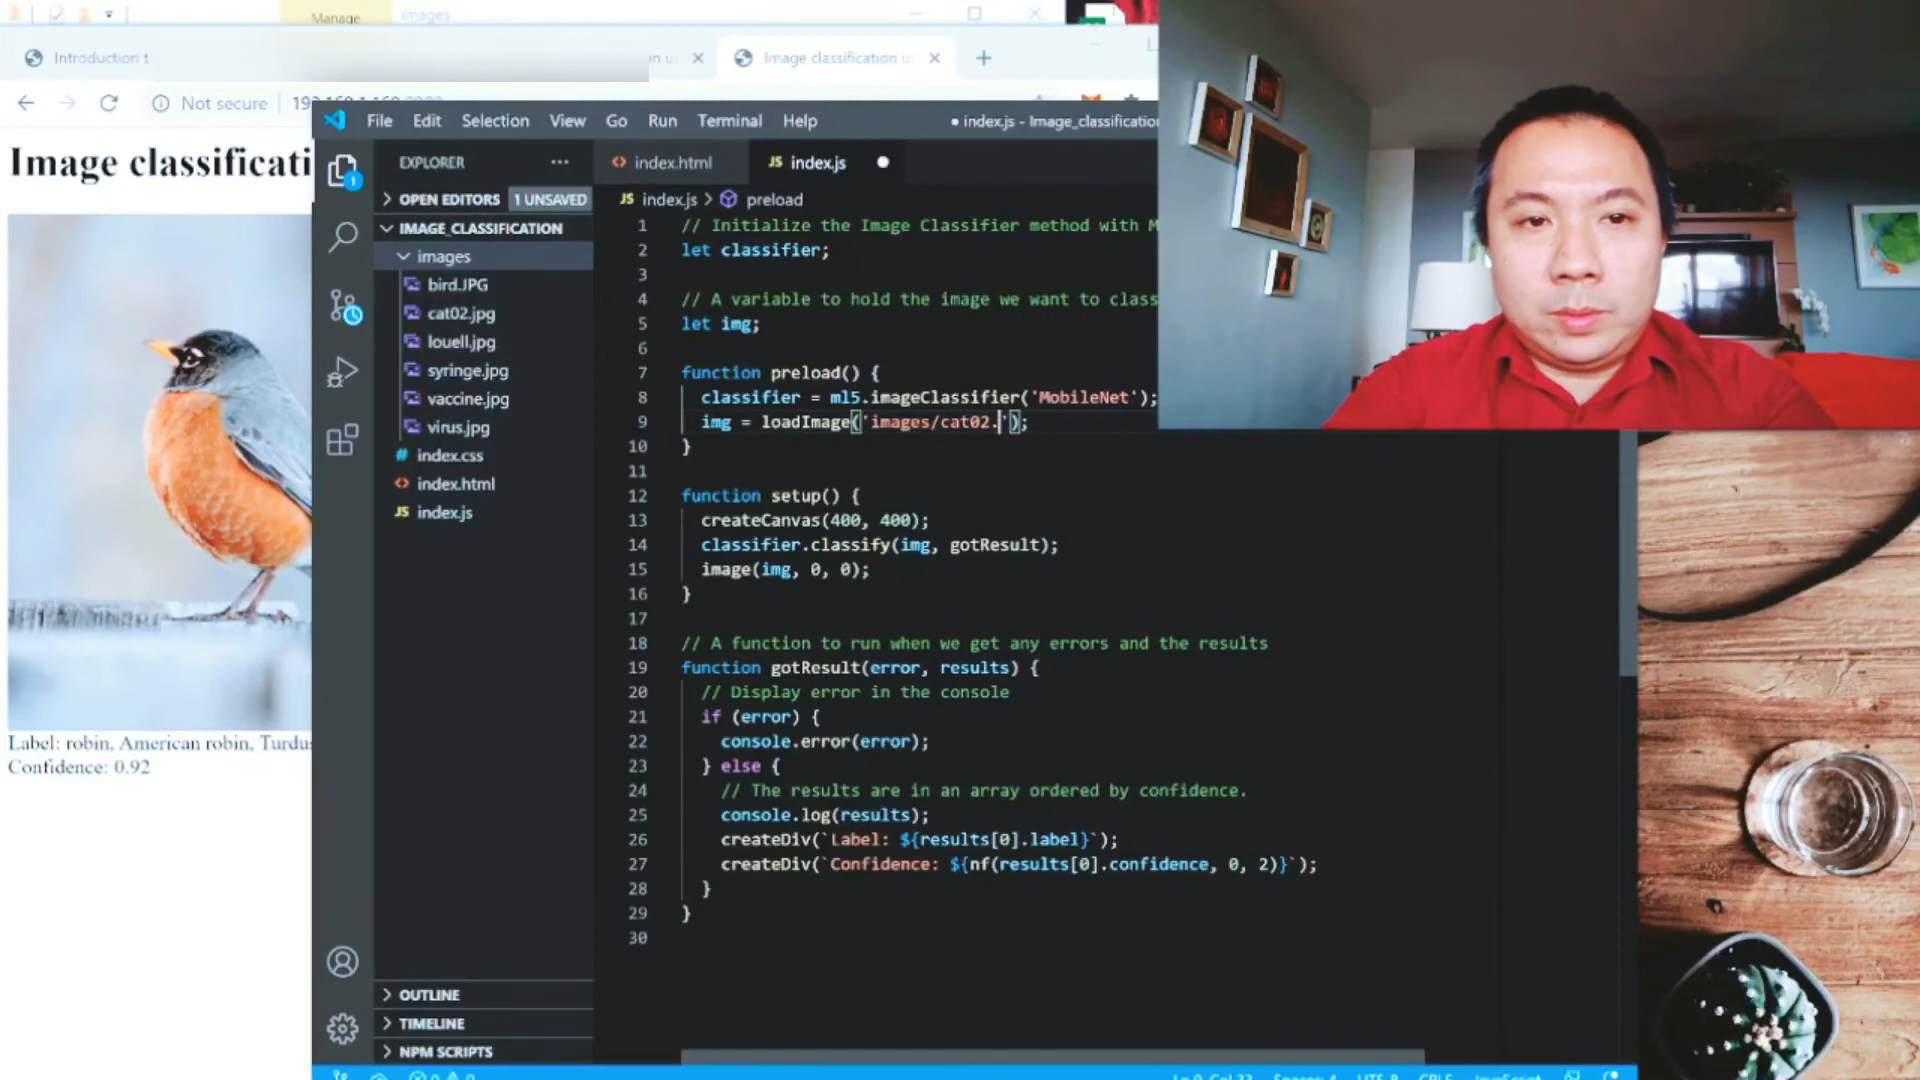 Manage
images
Introduction t
Image classification u
Not secure
File Edit Selection View Go Run Terminal Help
● index.js - Image_classification
Image classificati
EXPLORER
index.html
JS index.js
OPEN EDITORS 1 UNSAVED
JS index.js > preload
IMAGE_CLASSIFICATION
images
bird.JPG
cat02.jpg
louell.jpg
syringe.jpg
vaccine.jpg
virus.jpg
# index.css
<> index.html
JS index.js
1 // Initialize the Image Classifier method with M
2 let classifier;
3
4 // A variable to hold the image we want to class
5 let img;
6
7 function preload() {
8 classifier = ml5.imageClassifier('MobileNet');
9 img = loadImage('images/cat02.');
10 }
11
12 function setup() {
13 createCanvas(400, 400);
14 classifier.classify(img, gotResult);
15 image(img, 0, 0);
16 }
17
18 // A function to run when we get any errors and the results
19 function gotResult(error, results) {
20 // Display error in the console
21 if (error) {
22 console.error(error);
23 } else {
24 // The results are in an array ordered by confidence.
25 console.log(results);
26 createDiv(`Label: ${results[0].label}`);
27 createDiv(`Confidence: ${nf(results[0].confidence, 0, 2)}`);
28 }
29 }
30
Label: robin, American robin, Turdus
Confidence: 0.92
OUTLINE
TIMELINE
NPM SCRIPTS